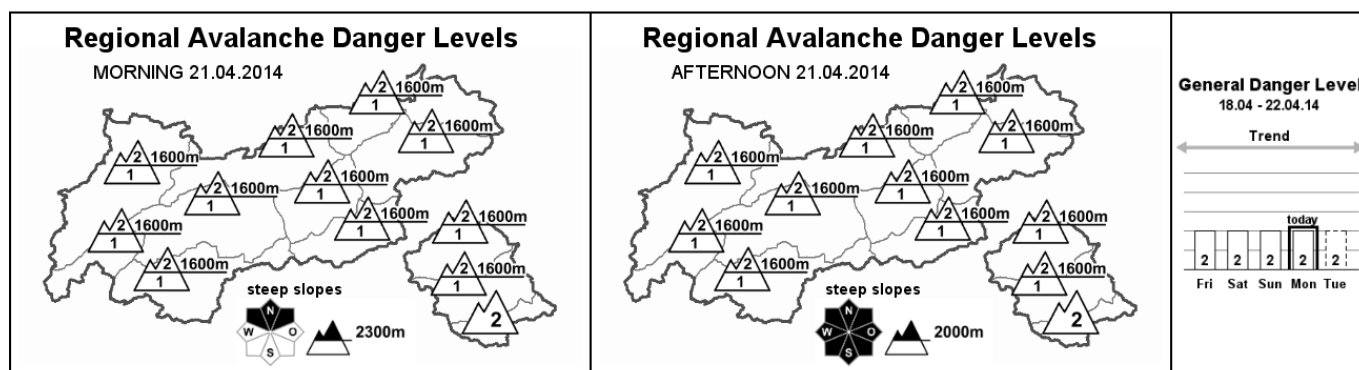 Regional Avalanche Danger Levels
MORNING 21.04.2014
2 1600m
1
2 1600m
1
2 1600m
1
2 1600m
1
2 1600m
1
2 1600m
1
2 1600m
1
2 1600m
1
2 1600m
1
2 1600m
1
2 1600m
1
2
steep slopes
N
W O
S
2300m
Regional Avalanche Danger Levels
AFTERNOON 21.04.2014
2 1600m
1
2 1600m
1
2 1600m
1
2 1600m
1
2 1600m
1
2 1600m
1
2 1600m
1
2 1600m
1
2 1600m
1
2 1600m
1
2 1600m
1
2
steep slopes
N
W O
S
2000m
General Danger Level
18.04 - 22.04.14
Trend
today
2 2 2 2 2
Fri Sat Sun Mon Tue